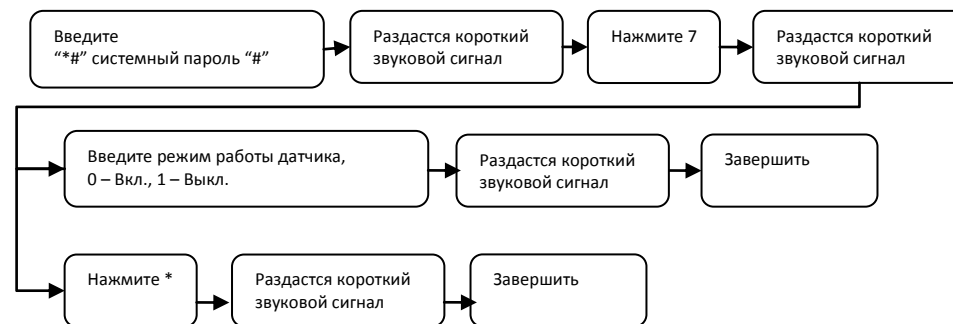 Введите
“*#” системный пароль “#”
Раздастся короткий
звуковой сигнал
Нажмите 7
Раздастся короткий
звуковой сигнал
Введите режим работы датчика,
0 – Вкл., 1 – Выкл.
Раздастся короткий
звуковой сигнал
Завершить
Нажмите *
Раздастся короткий
звуковой сигнал
Завершить